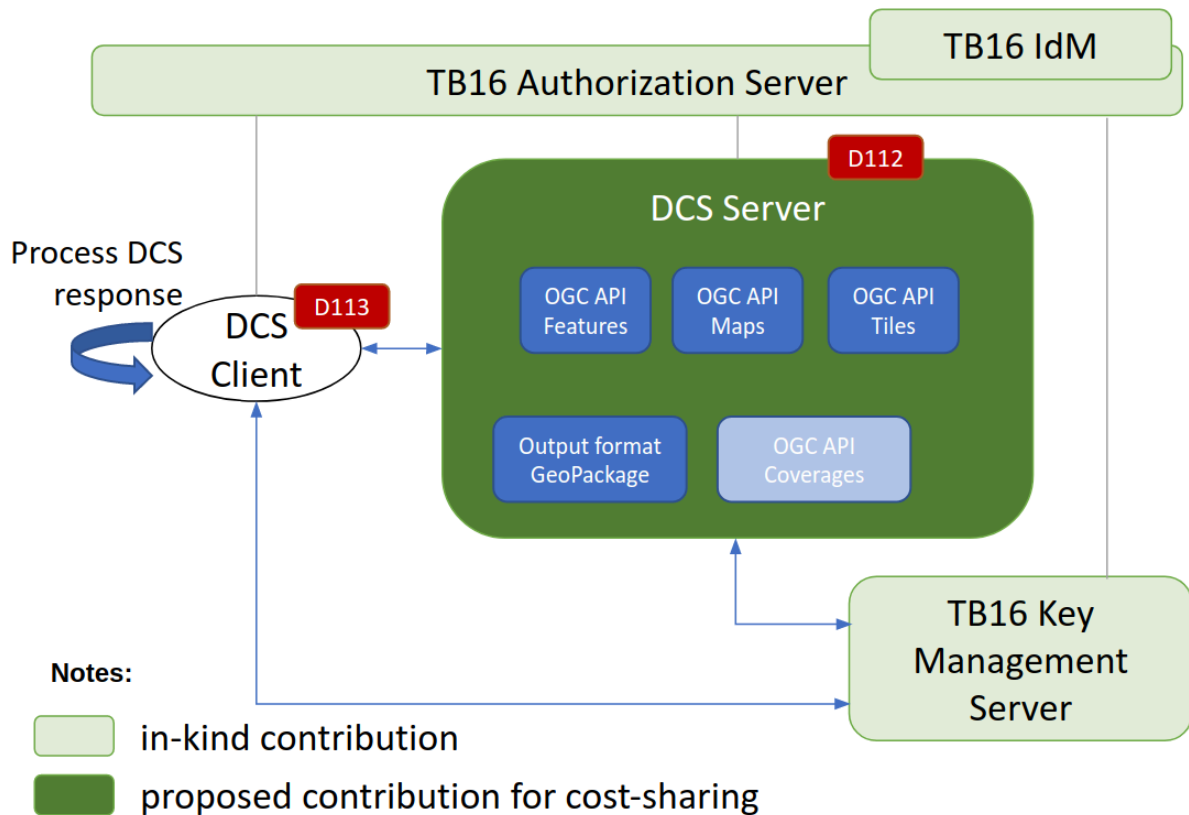 TB16 IdM
TB16 Authorization Server
D112
DCS Server
Process DCS
response
D113
DCS
Client
OGC API
Features
OGC API
Maps
OGC API
Tiles
Output format
GeoPackage
OGC API
Coverages
TB16 Key
Management
Server
Notes:
in-kind contribution
proposed contribution for cost-sharing